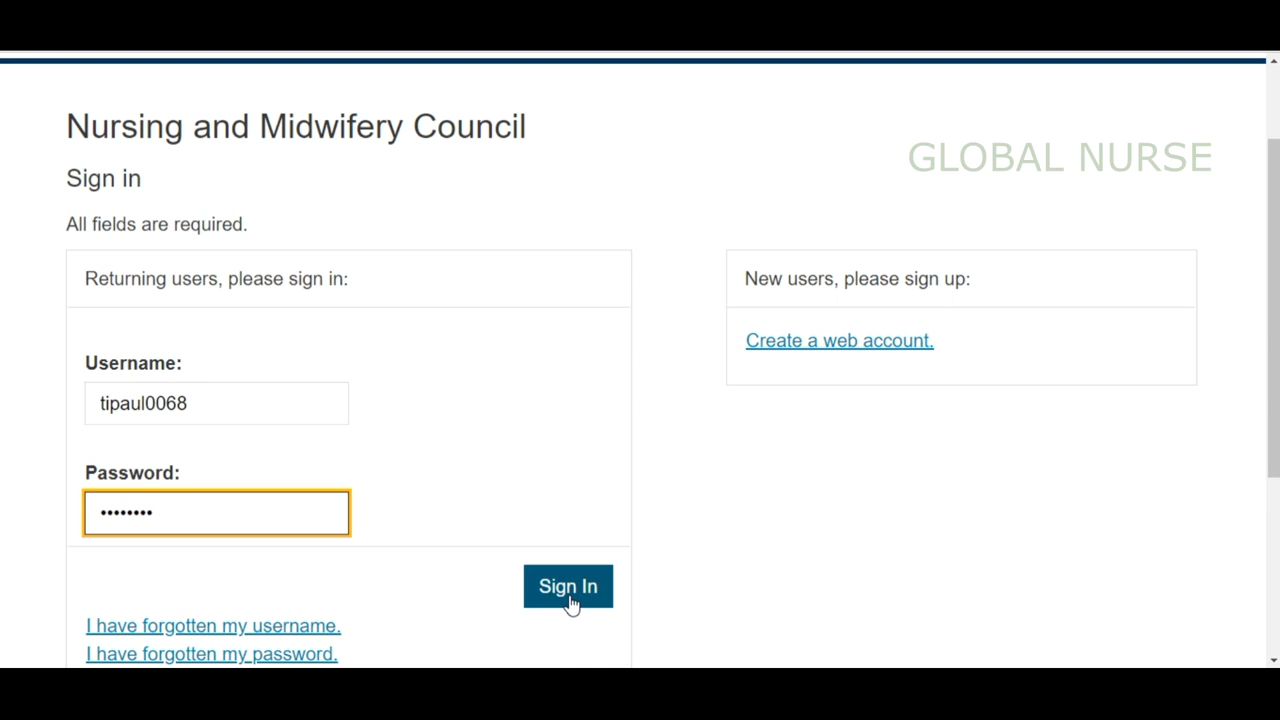 Nursing and Midwifery Council
GLOBAL NURSE
Sign in
All fields are required.
Returning users, please sign in:
New users, please sign up:
Create a web account.
Username:
tipaul0068
Password:
••••••••
Sign In
I have forgotten my username.
I have forgotten my password.